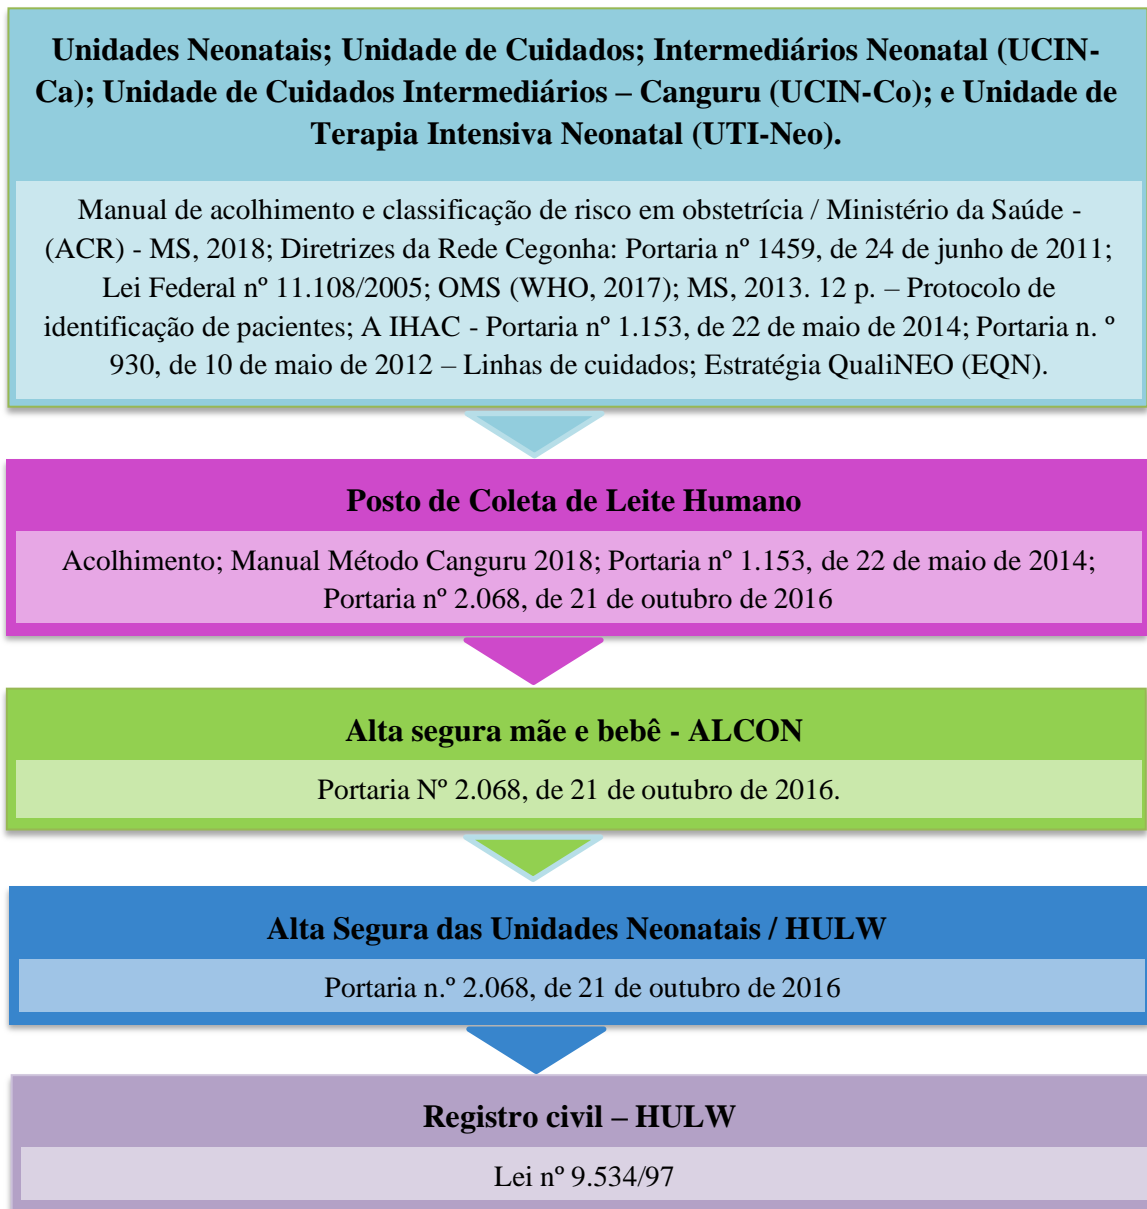 Unidades Neonatais; Unidade de Cuidados; Intermediários Neonatal (UCIN-
Ca); Unidade de Cuidados Intermediários – Canguru (UCIN-Co); e Unidade de
Terapia Intensiva Neonatal (UTI-Neo).
Manual de acolhimento e classificação de risco em obstetrícia / Ministério da Saúde -
(ACR) - MS, 2018; Diretrizes da Rede Cegonha: Portaria nº 1459, de 24 de junho de 2011;
Lei Federal nº 11.108/2005; OMS (WHO, 2017); MS, 2013. 12 p. – Protocolo de
identificação de pacientes; A IHAC - Portaria nº 1.153, de 22 de maio de 2014; Portaria n. º
930, de 10 de maio de 2012 – Linhas de cuidados; Estratégia QualiNEO (EQN).
Posto de Coleta de Leite Humano
Acolhimento; Manual Método Canguru 2018; Portaria nº 1.153, de 22 de maio de 2014;
Portaria nº 2.068, de 21 de outubro de 2016
Alta segura mãe e bebê - ALCON
Portaria Nº 2.068, de 21 de outubro de 2016.
Alta Segura das Unidades Neonatais / HULW
Portaria n.º 2.068, de 21 de outubro de 2016
Registro civil – HULW
Lei nº 9.534/97